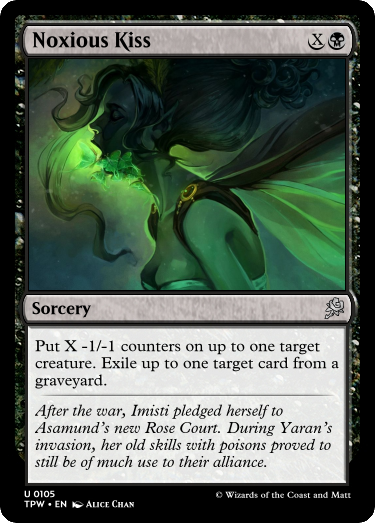 Noxious Kiss X
Sorcery
Put X -1/-1 counters on up to one target
creature. Exile up to one target card from a
graveyard.
After the war, Imisti pledged herself to
Asamund's new Rose Court. During Yaran's
invasion, her old skills with poisons proved to
still be of much use to their alliance.
U 0105
TPW • EN Alice Chan © Wizards of the Coast and Matt